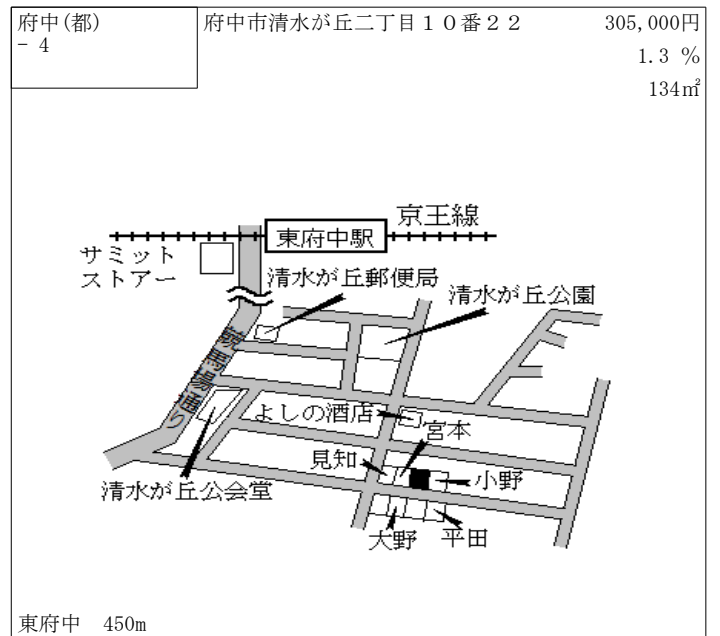 府中(都)
－ 4
府中市清水が丘二丁目１０番２２
305,000円
1.3 %
134㎡
京王線
東府中駅
サミット
ストアー
清水が丘郵便局
清水が丘公園
競馬場通り
よしの酒店
宮本
見知
小野
清水が丘公会堂
大野
平田
東府中　450m